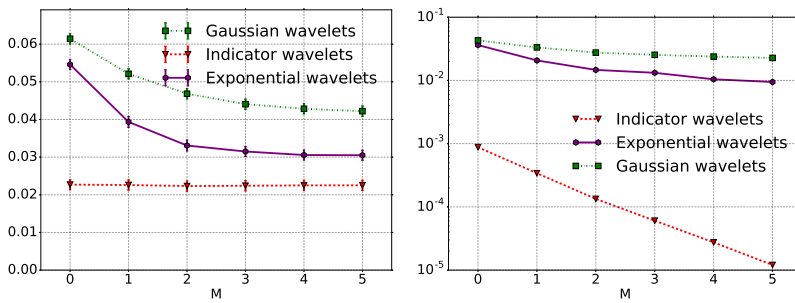 0.06
0.05
0.04
0.03
0.02
0.01
0.00
0 1 2 3 4 5
M
Gaussian wavelets
Indicator wavelets
Exponential wavelets
10^-1
10^-2
10^-3
10^-4
10^-5
0 1 2 3 4 5
M
Indicator wavelets
Exponential wavelets
Gaussian wavelets